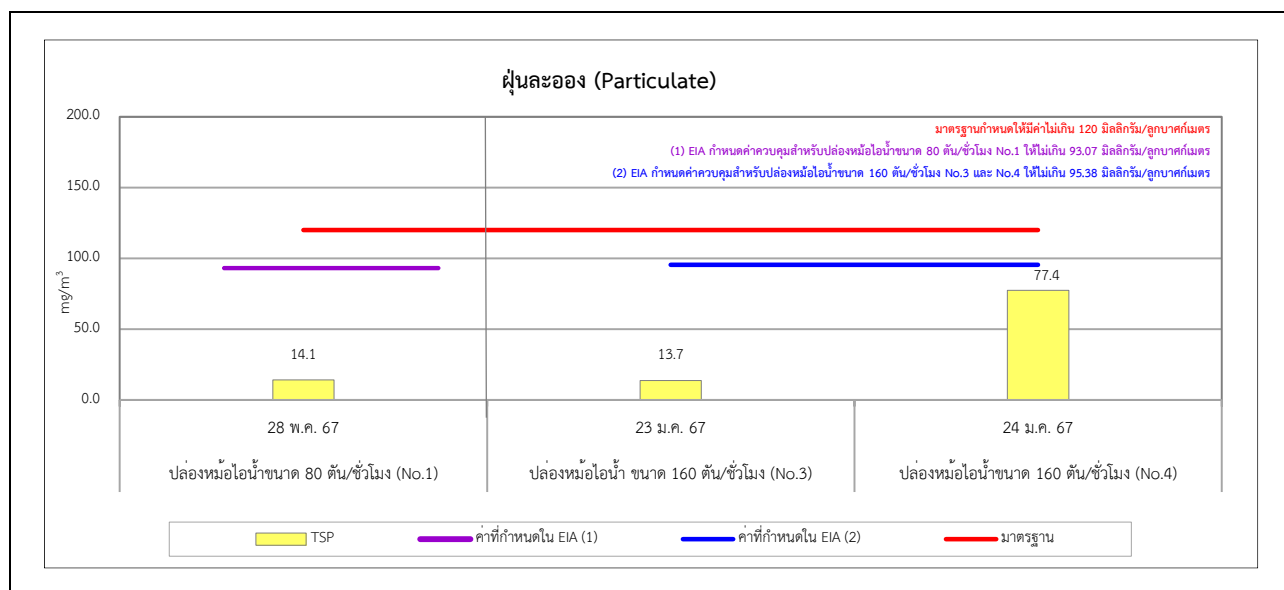 ฝุ่นละออง (Particulate)
200.0
มาตรฐานกำหนดให้มีค่าไม่เกิน 120 มิลลิกรัม/ลูกบาศก์เมตร
(1) EIA กำหนดค่าควบคุมสำหรับปล่องหม้อไอน้ำขนาด 80 ตัน/ชั่วโมง No.1 ให้ไม่เกิน 93.07 มิลลิกรัม/ลูกบาศก์เมตร
(2) EIA กำหนดค่าควบคุมสำหรับปล่องหม้อไอน้ำขนาด 160 ตัน/ชั่วโมง No.3 และ No.4 ให้ไม่เกิน 95.38 มิลลิกรัม/ลูกบาศก์เมตร
150.0
100.0
mg/m³
77.4
50.0
14.1
13.7
0.0
28 พ.ค. 67
23 ม.ค. 67
24 ม.ค. 67
ปล่องหม้อไอน้ำขนาด 80 ตัน/ชั่วโมง (No.1)
ปล่องหม้อไอน้ำ ขนาด 160 ตัน/ชั่วโมง (No.3)
ปล่องหม้อไอน้ำขนาด 160 ตัน/ชั่วโมง (No.4)
TSP
ค่าที่กำหนดใน EIA (1)
ค่าที่กำหนดใน EIA (2)
มาตรฐาน